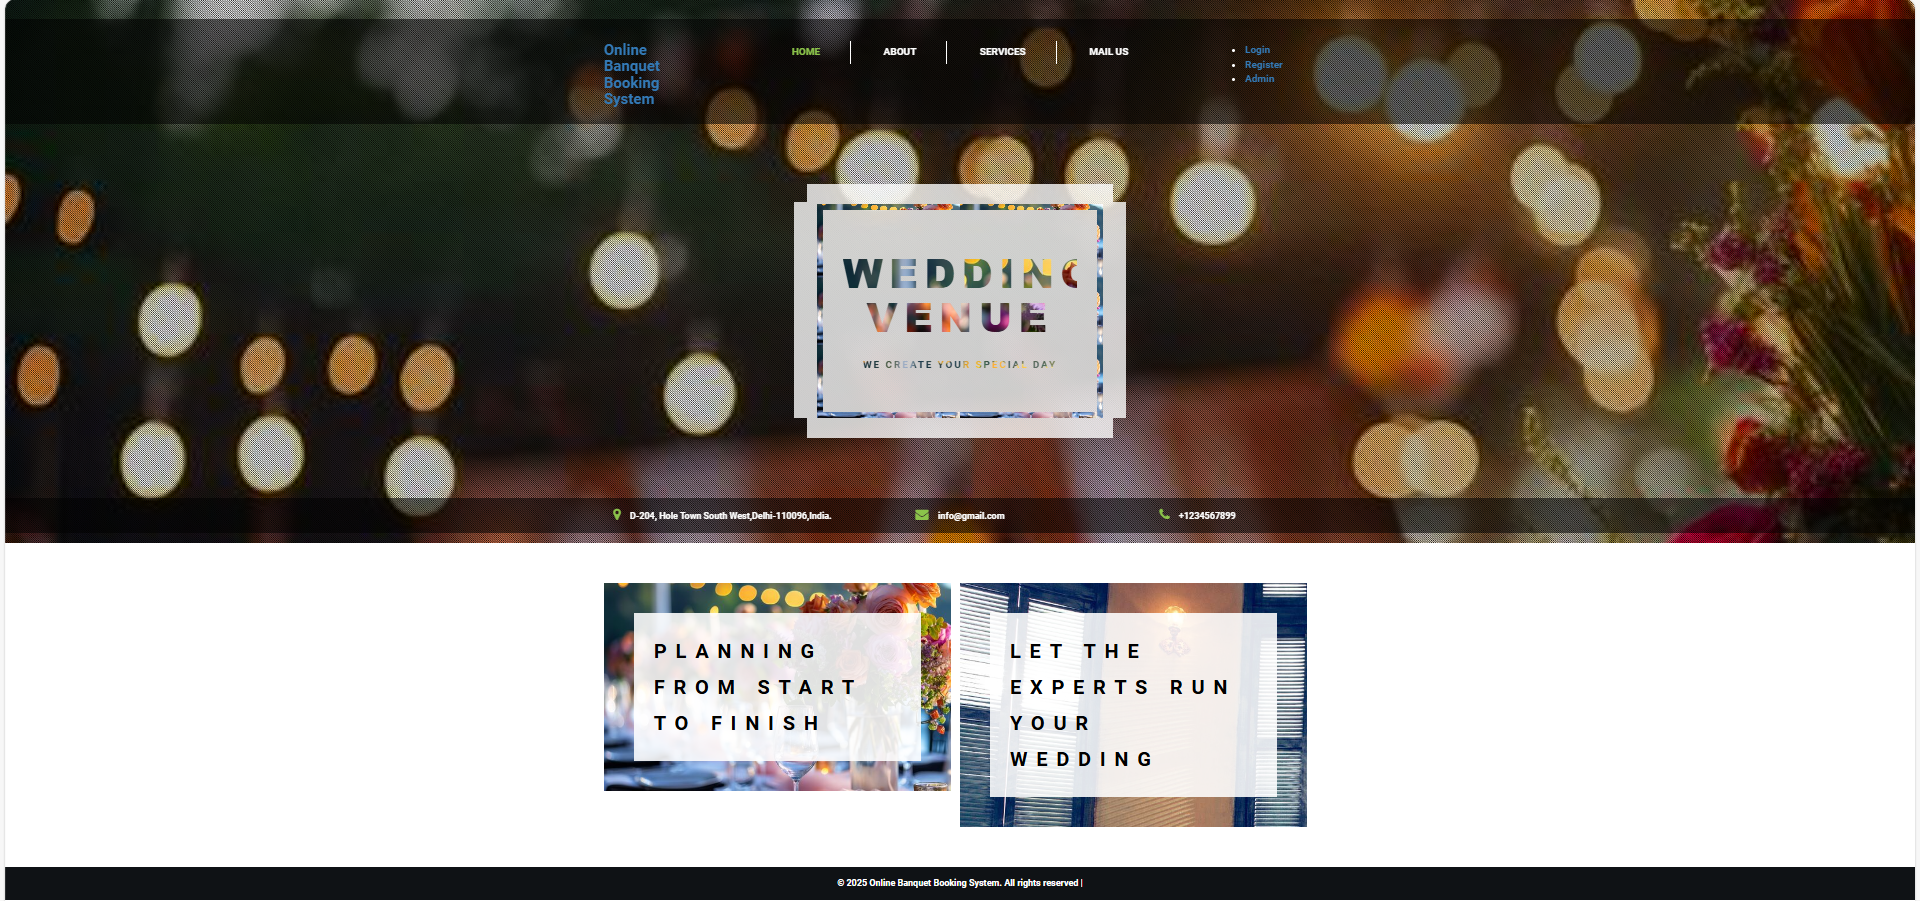 Online
Banquet
Booking
System
HOME
ABOUT
SERVICES
MAIL US
Login
Register
Admin
WEDDING
VENUE
WE CREATE YOUR SPECIAL DAY
D-204, Hole Town South West,Delhi-110096,India.
info@gmail.com
+1234567899
PLANNING
FROM START
TO FINISH
LET THE
EXPERTS RUN
YOUR
WEDDING
© 2025 Online Banquet Booking System. All rights reserved |